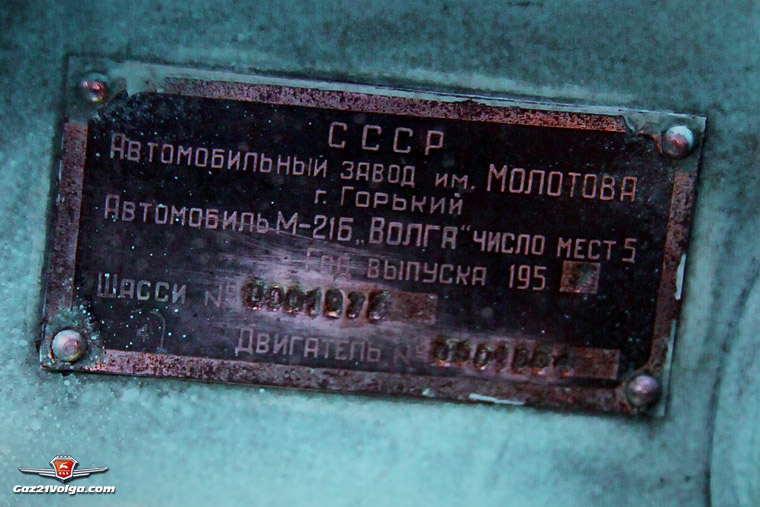 СССР
Автомобильный завод им. МОЛОТОВА
г. Горький
Автомобиль М-21Б „ВОЛГА" число мест 5
Год выпуска 195
Шасси №
Двигатель №
Gaz21Volga.com